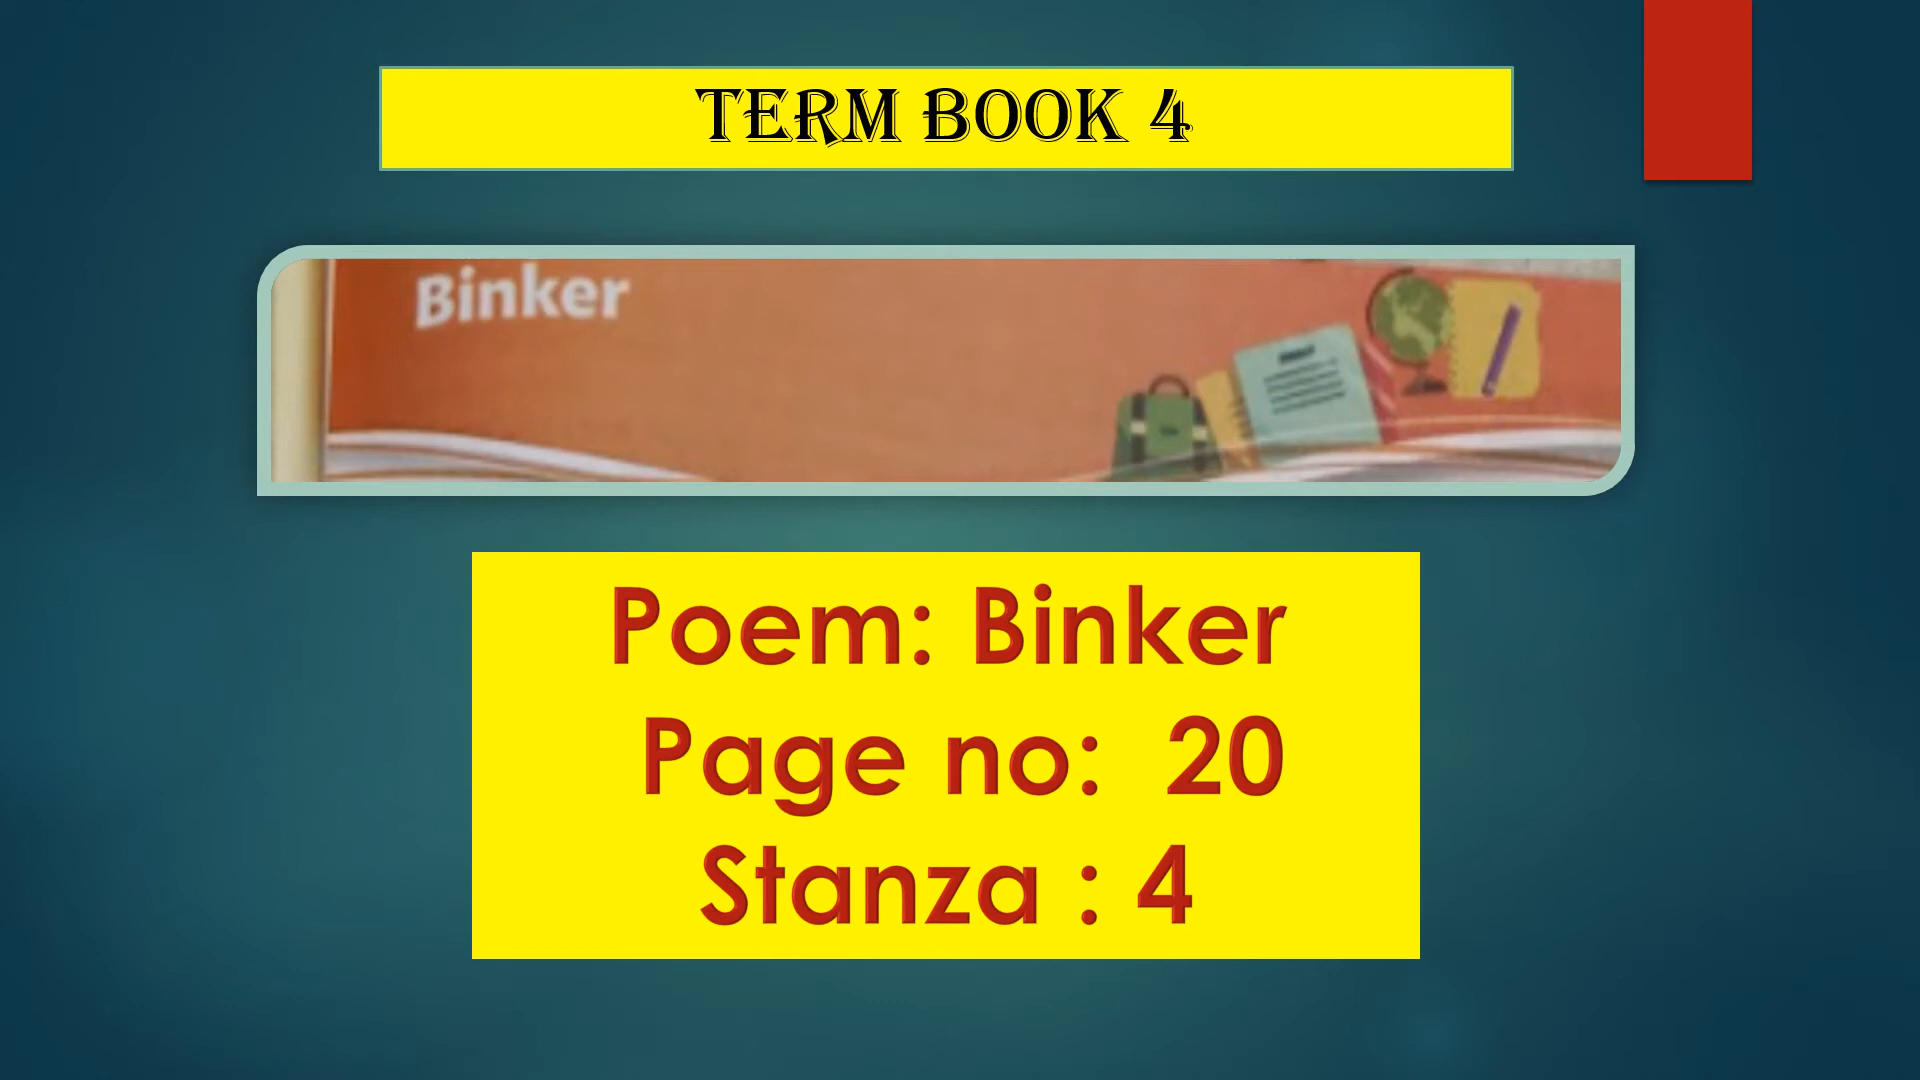 TERM BOOK 4
Binker
Poem: Binker
Page no: 20
Stanza : 4